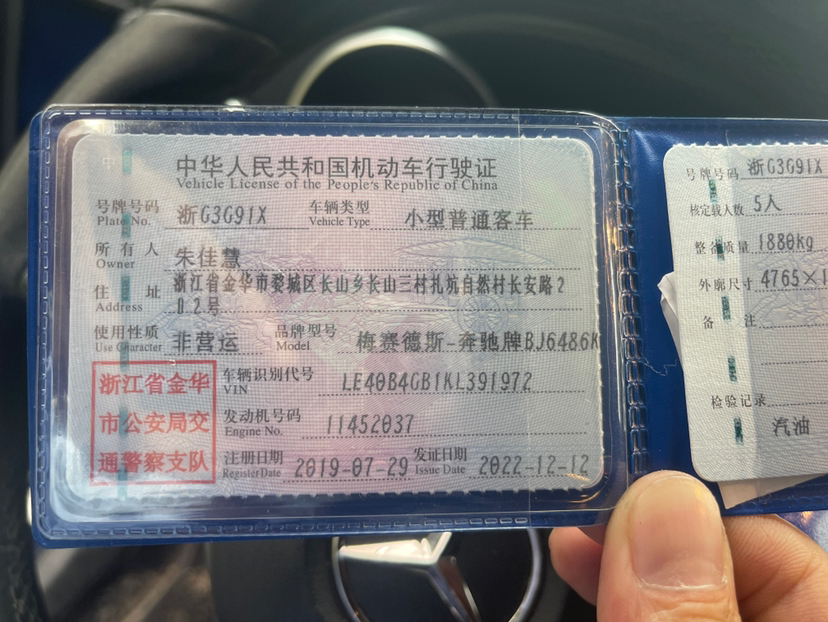 中华人民共和国机动车行驶证
Vehicle License of the People's Republic of China
号牌号码 浙G3G91X 车辆类型 小型普通客车
Plate No. Vehicle Type
所有人 朱佳慧
Owner
住址 浙江省金华市婺城区长山乡长山三村扎坑自然村长安路2
Address 0.2号
使用性质 非营运 品牌型号 梅赛德斯-奔驰牌BJ6486K
Use Character Model
浙江省金华
市公安局交
通警察支队
车辆识别代号 LE40B4GB1KL391972
VIN
发动机号码 11452037
Engine No.
注册日期 2019-07-29 发证日期 2022-12-12
Register Date Issue Date
号牌号码 浙G3G91X
核定载人数 5人
整备质量 1880kg
外廓尺寸 4765×1
备注
检验记录
汽油